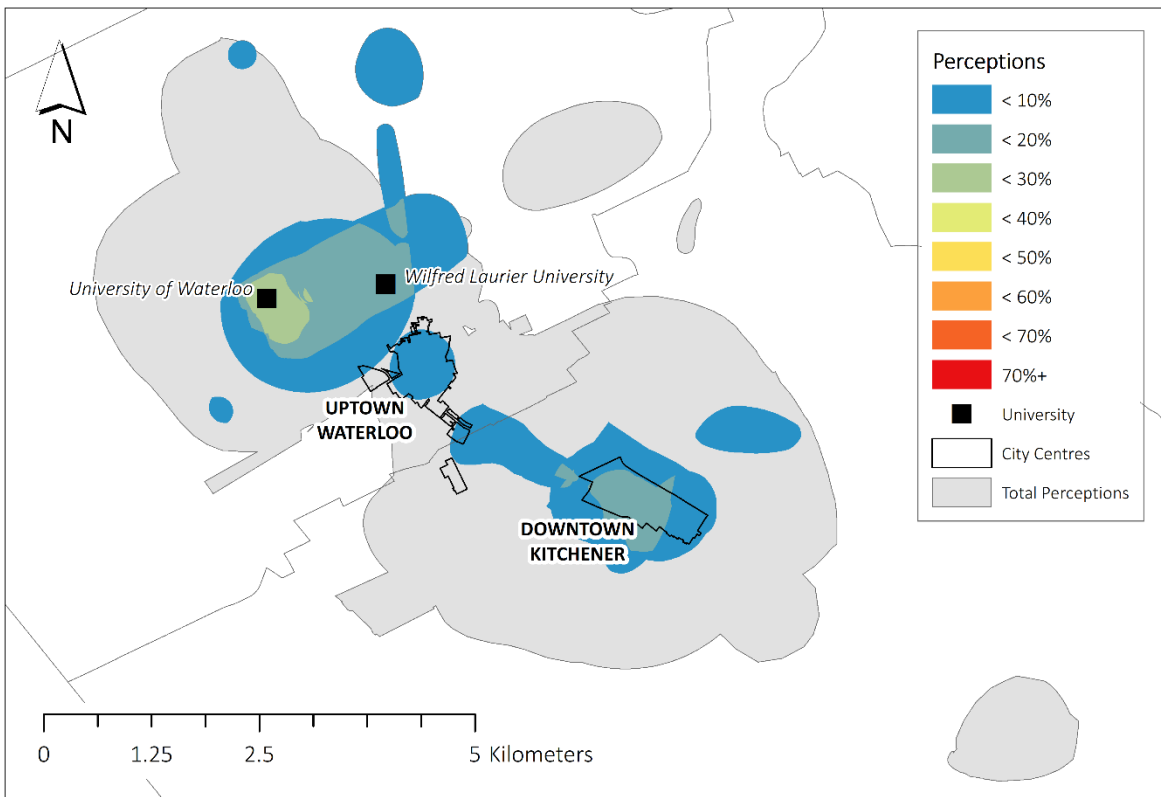 N
University of Waterloo
Wilfred Laurier University
UPTOWN
WATERLOO
DOWNTOWN
KITCHENER
0 1.25 2.5 5 Kilometers
Perceptions
< 10%
< 20%
< 30%
< 40%
< 50%
< 60%
< 70%
70%+
University
City Centres
Total Perceptions